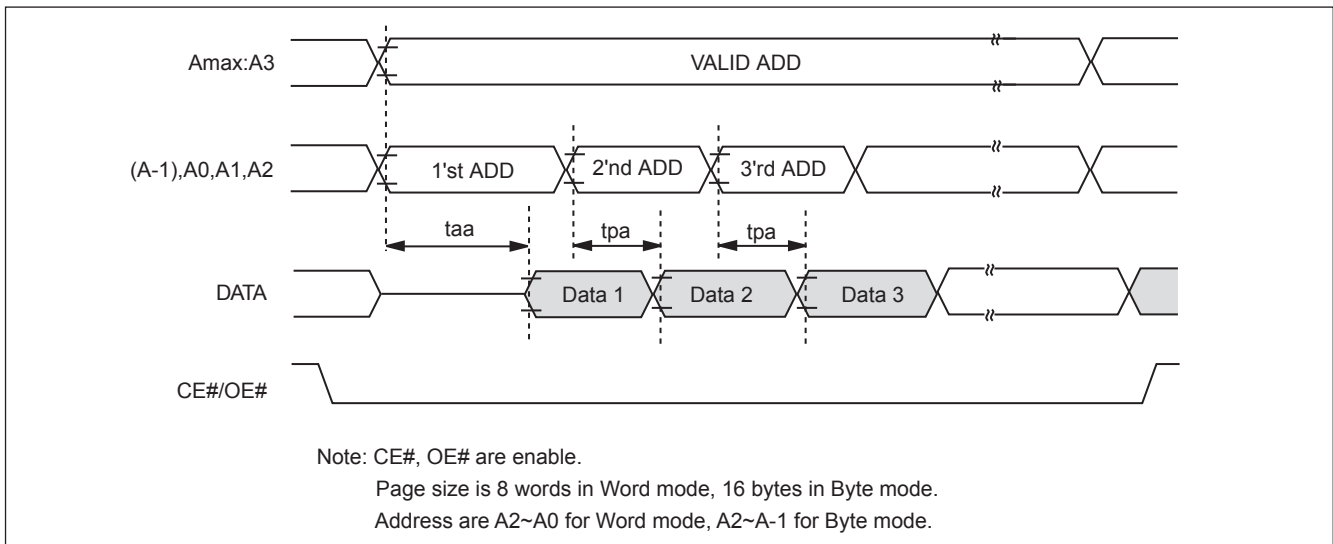 Amax:A3
VALID ADD
(A-1),A0,A1,A2
1'st ADD
2'nd ADD
3'rd ADD
taa
tpa
tpa
DATA
Data 1
Data 2
Data 3
CE#/OE#
Note: CE#, OE# are enable.
Page size is 8 words in Word mode, 16 bytes in Byte mode.
Address are A2~A0 for Word mode, A2~A-1 for Byte mode.